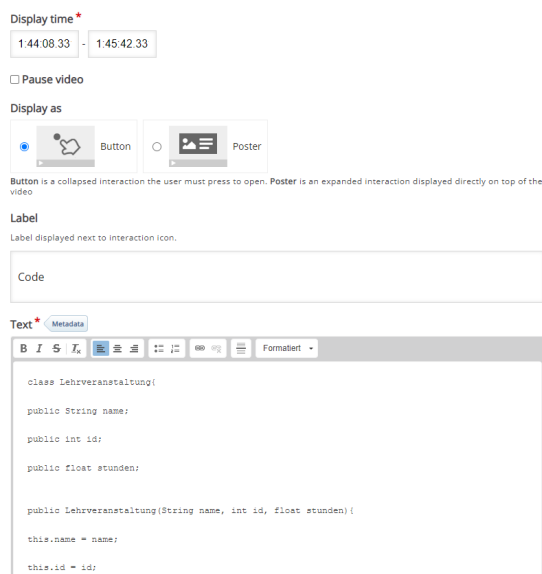 Display time *
1:44:08.33 - 1:45:42.33
Pause video
Display as
Button Poster
Button is a collapsed interaction the user must press to open. Poster is an expanded interaction displayed directly on top of the
video
Label
Label displayed next to interaction icon.
Code
Text * Metadata
B I S Ix Formatiert
class Lehrveranstaltung{
public String name;
public int id;
public float stunden;
public Lehrveranstaltung(String name, int id, float stunden){
this.name = name;
this.id = id;